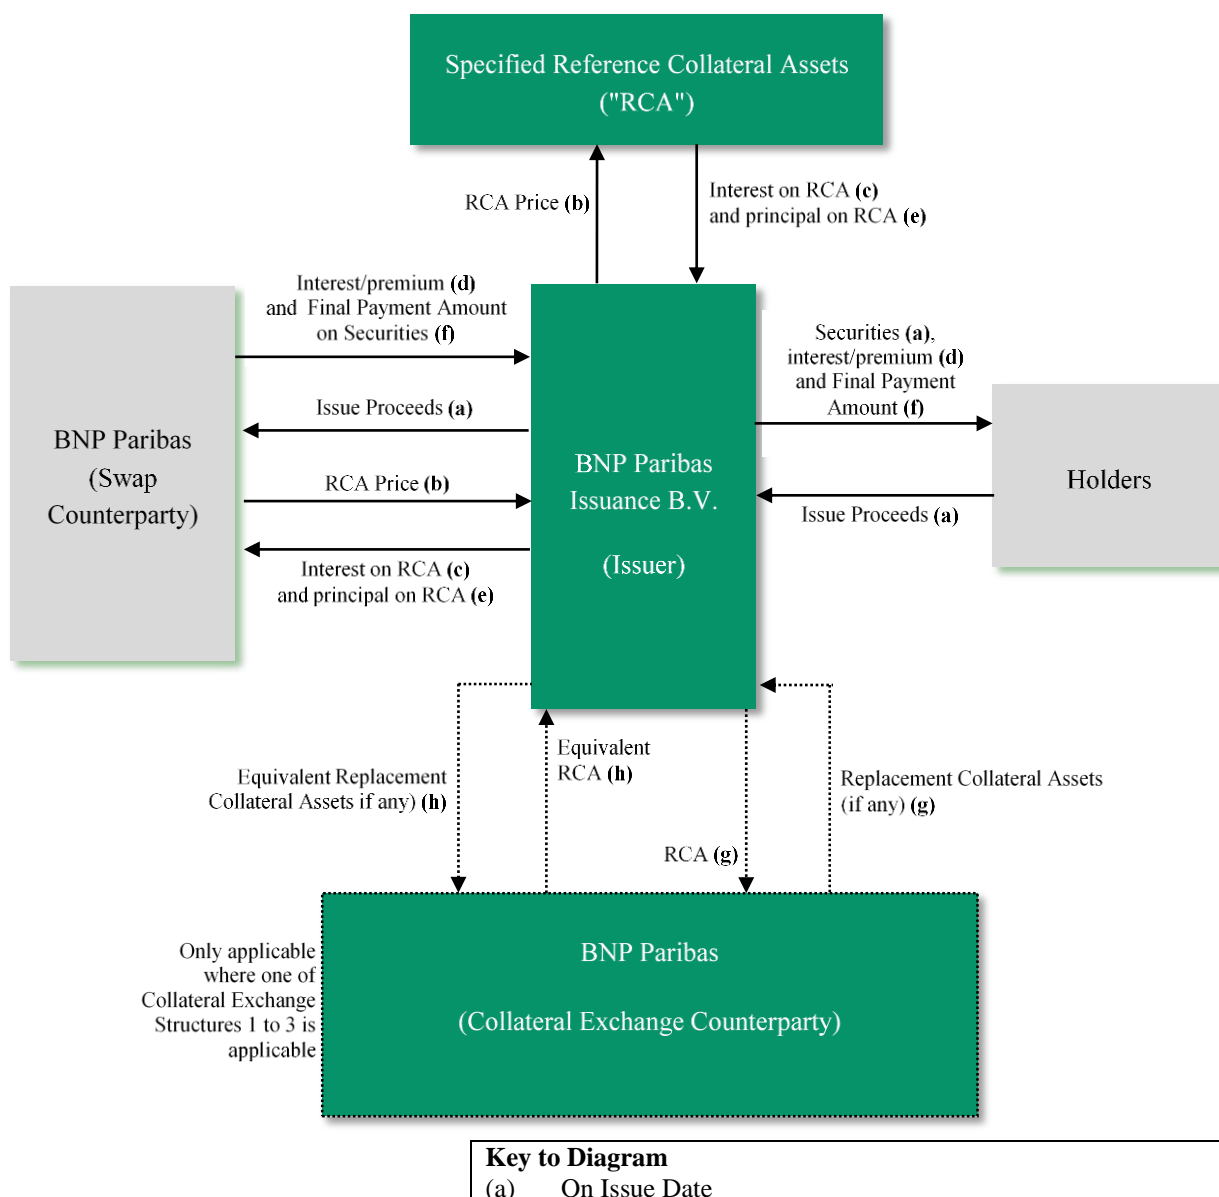 Specified Reference Collateral Assets
("RCA")
RCA Price (b)
Interest on RCA (c)
and principal on RCA (e)
Interest/premium (d)
and Final Payment Amount
on Securities (f)
Securities (a),
interest/premium (d)
and Final Payment
Amount (f)
Issue Proceeds (a)
BNP Paribas
(Swap
Counterparty)
RCA Price (b)
BNP Paribas
Issuance B.V.
(Issuer)
Holders
Issue Proceeds (a)
Interest on RCA (c)
and principal on RCA (e)
Equivalent Replacement
Collateral Assets if any) (h)
Equivalent
RCA (h)
RCA (g)
Replacement Collateral Assets
(if any) (g)
Only applicable
where one of
Collateral Exchange
Structures 1 to 3 is
applicable
BNP Paribas
(Collateral Exchange Counterparty)
Key to Diagram
(a) On Issue Date